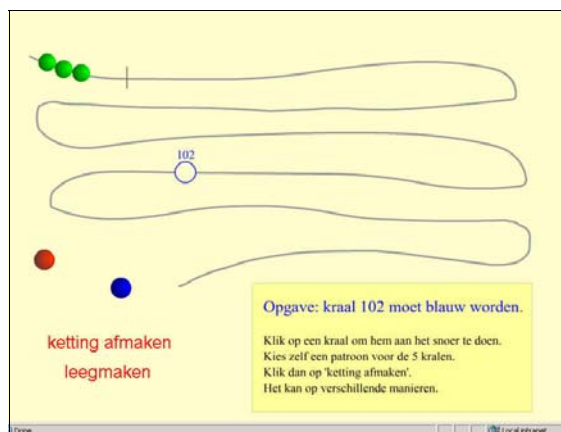 102
Opgave: kraal 102 moet blauw worden.
Klik op een kraal om hem aan het snoer te doen.
Kies zelf een patroon voor de 5 kralen.
Klik dan op 'ketting afmaken'.
Het kan op verschillende manieren.
ketting afmaken
leegmaken
Done
Local intranet